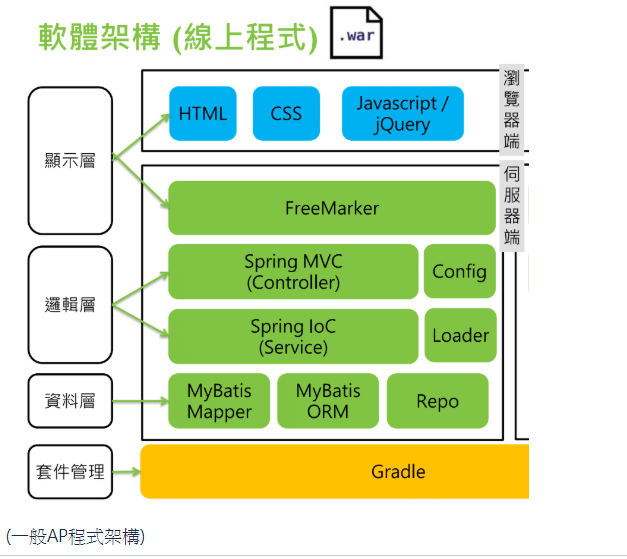 軟體架構 (線上程式)
.war
顯示層
HTML
CSS
Javascript /
jQuery
瀏覽器端
FreeMarker
伺服器端
邏輯層
Spring MVC
(Controller)
Config
Spring IoC
(Service)
Loader
資料層
MyBatis
Mapper
MyBatis
ORM
Repo
套件管理
Gradle
(一般AP程式架構)